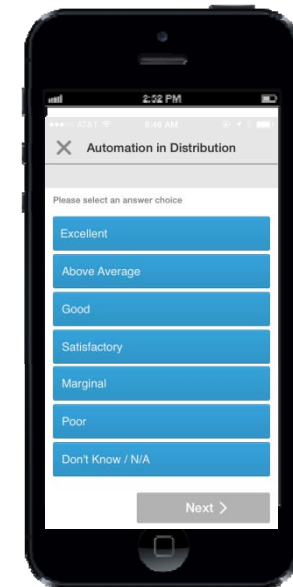 2:32 PM
AT&T 8:46 AM
Automation in Distribution
Please select an answer choice
Excellent
Above Average
Good
Satisfactory
Marginal
Poor
Don't Know / N/A
Next >